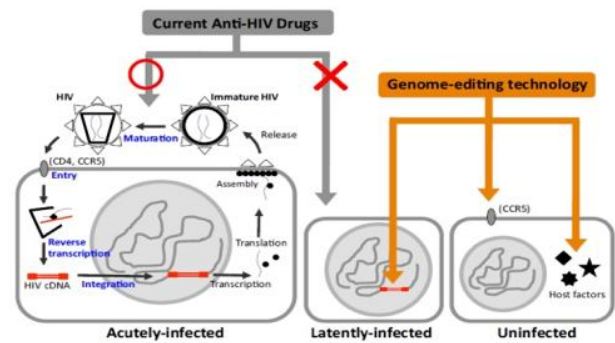 Current Anti-HIV Drugs
Genome-editing technology
HIV
Immature HIV
Maturation
Release
(CD4, CCR5)
Entry
Assembly
(CCR5)
Reverse
transcription
Translation
HIV cDNA
Integration
Transcription
Host factors
Acutely-infected
Latently-infected
Uninfected